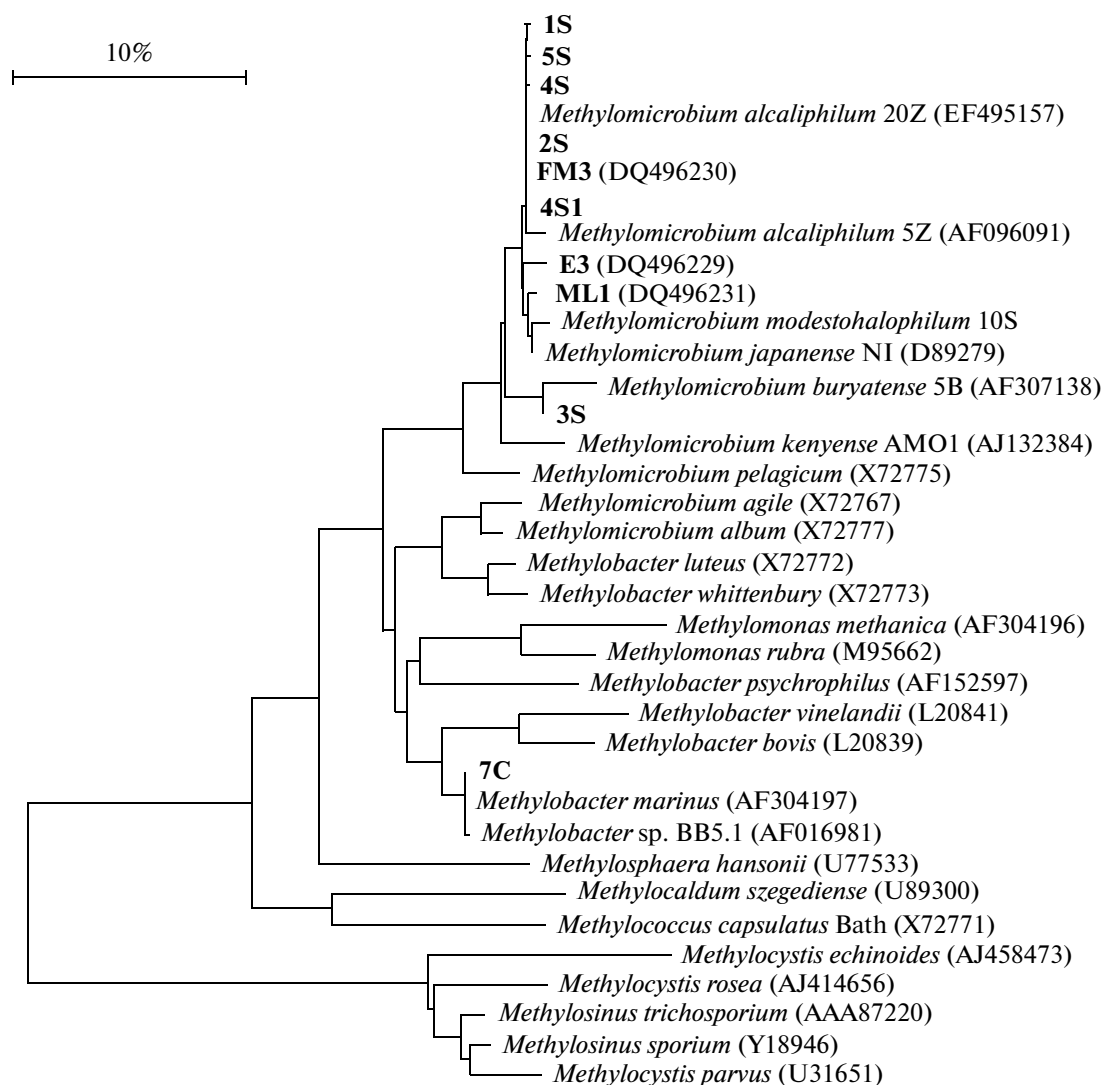 10%
1S
5S
4S
Methylomicrobium alcaliphilum 20Z (EF495157)
2S
FM3 (DQ496230)
4S1
Methylomicrobium alcaliphilum 5Z (AF096091)
E3 (DQ496229)
ML1 (DQ496231)
Methylomicrobium modestohalophilum 10S
Methylomicrobium japanense NI (D89279)
Methylomicrobium buryatense 5B (AF307138)
3S
Methylomicrobium kenyense AMO1 (AJ132384)
Methylomicrobium pelagicum (X72775)
Methylomicrobium agile (X72767)
Methylomicrobium album (X72777)
Methylobacter luteus (X72772)
Methylobacter whittenbury (X72773)
Methylomonas methanica (AF304196)
Methylomonas rubra (M95662)
Methylobacter psychrophilus (AF152597)
Methylobacter vinelandii (L20841)
Methylobacter bovis (L20839)
7C
Methylobacter marinus (AF304197)
Methylobacter sp. BB5.1 (AF016981)
Methylosphaera hansonii (U77533)
Methylocaldum szegediense (U89300)
Methylococcus capsulatus Bath (X72771)
Methylocystis echinoides (AJ458473)
Methylocystis rosea (AJ414656)
Methylosinus trichosporium (AAA87220)
Methylosinus sporium (Y18946)
Methylocystis parvus (U31651)